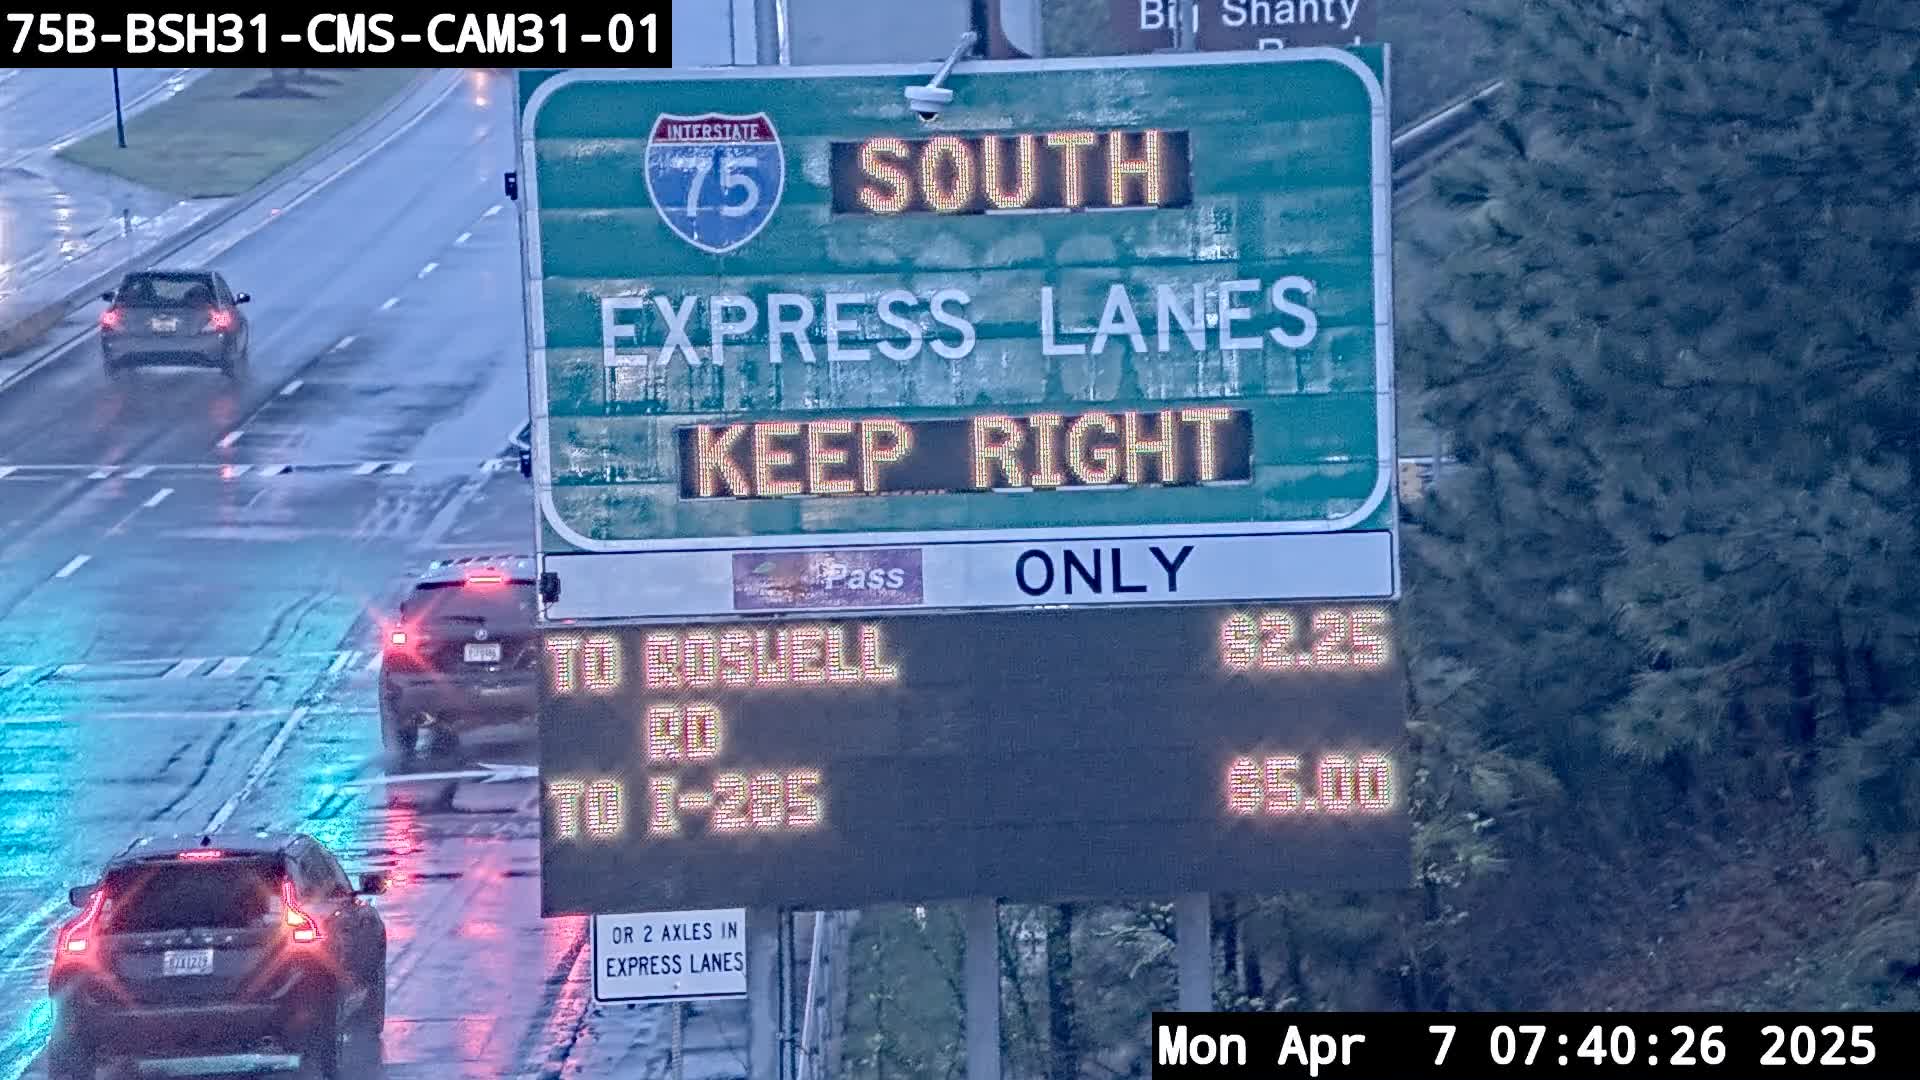 75B-BSH31-CMS-CAM31-01
Big Shanty
INTERSTATE
75
SOUTH
EXPRESS LANES
KEEP RIGHT
Pass ONLY
TO ROSWELL $2.25
RD
TO I-285 $5.00
OR 2 AXLES IN
EXPRESS LANES
Mon Apr 7 07:40:26 2025